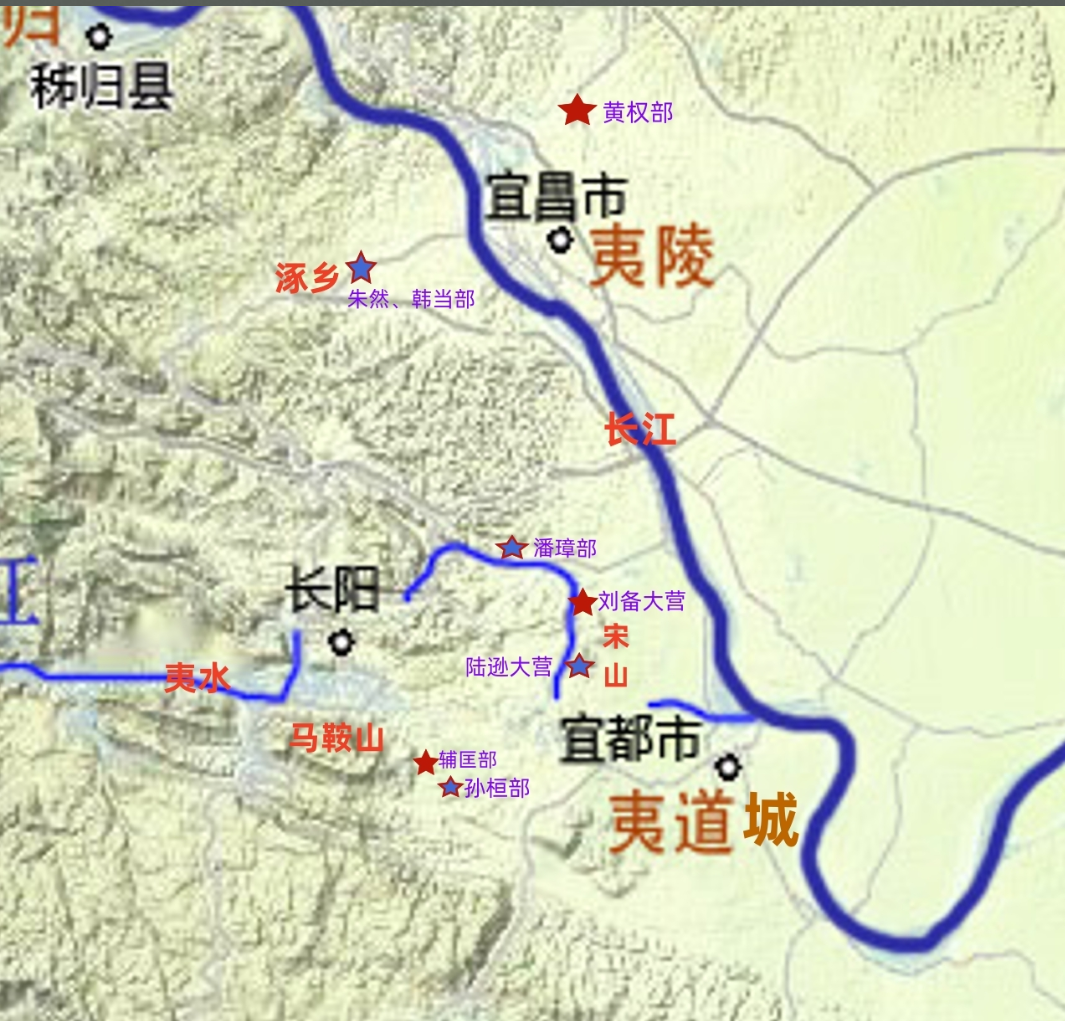 归
秭归县
黄权部
宜昌市
夷陵
涿乡
朱然、韩当部
长江
潘璋部
江
长阳
刘备大营
宋
山
陆逊大营
夷水
马鞍山
宜都市
辅匡部
孙桓部
夷道城